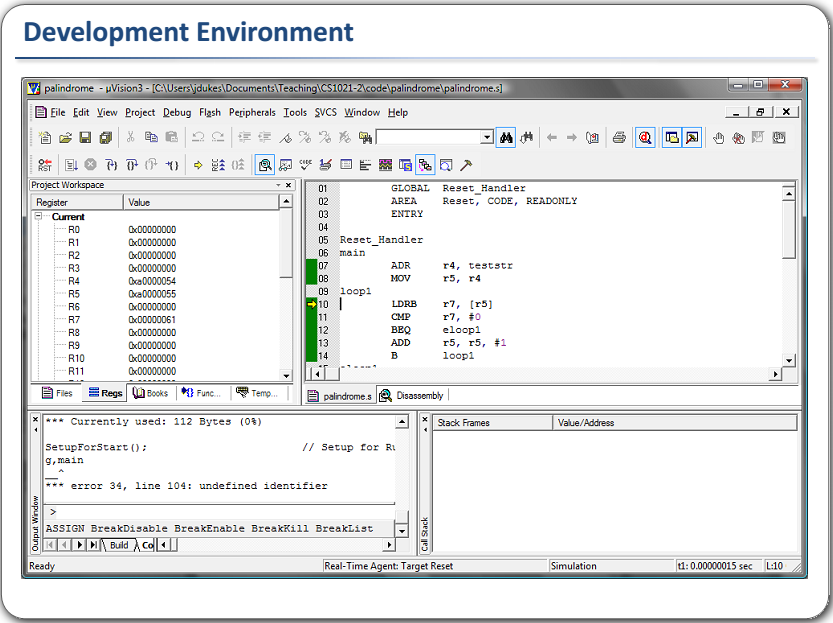 Development Environment
palindrome - µVision3 - [C:\Users\jdukes\Documents\Teaching\CS1021-2\code\palindrome\palindrome.s]
File Edit View Project Debug Flash Peripherals Tools SVCS Window Help
Project Workspace
Register Value
Current
R0 0x00000000
R1 0x00000000
R2 0x00000000
R3 0x00000000
R4 0xa0000054
R5 0xa0000055
R6 0x00000000
R7 0x00000061
R8 0x00000000
R9 0x00000000
R10 0x00000000
R11 0x00000000
Files Regs Books Func... Temp...
01 GLOBAL Reset_Handler
02 AREA Reset, CODE, READONLY
03 ENTRY
04
05 Reset_Handler
06 main
07 ADR r4, teststr
08 MOV r5, r4
09 loop1
10 LDRB r7, [r5]
11 CMP r7, #0
12 BEQ eloop1
13 ADD r5, r5, #1
14 B loop1
palindrome.s Disassembly
Output Window
*** Currently used: 112 Bytes (0%)
SetupForStart(); // Setup for Ru
g,main
__^
*** error 34, line 104: undefined identifier
>
ASSIGN BreakDisable BreakEnable BreakKill BreakList
Build Co
Call Stack
Stack Frames Value/Address
Ready Real-Time Agent: Target Reset Simulation t1: 0.00000015 sec L:10